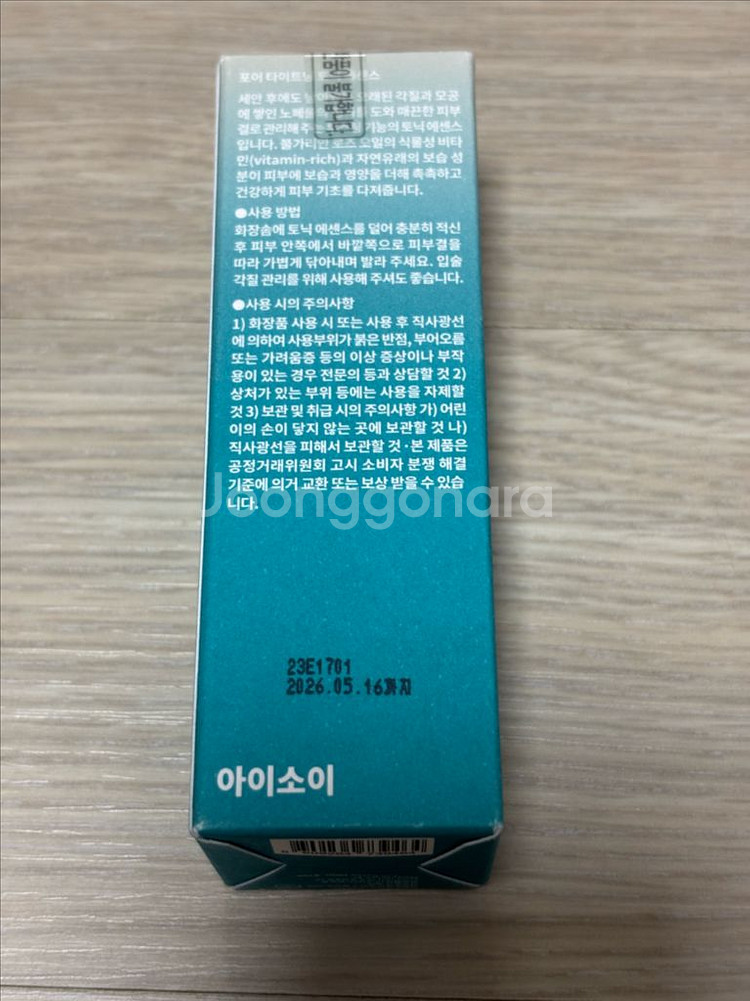 포어 타이트닝
세안 후에도 오래된 각질과 모공
에 쌓인 도와 매끈한 피부
결로 관리해 기능의 토닉 에센스
입니다. 불가리안 로즈 오일의 식물성 비타
민(vitamin-rich)과 자연유래의 보습 성
분이 피부에 보습과 영양을 더해 촉촉하고
건강하게 피부 기초를 다져줍니다.
●사용 방법
화장솜에 토닉 에센스를 덜어 충분히 적신
후 피부 안쪽에서 바깥쪽으로 피부결을
따라 가볍게 닦아내며 발라 주세요. 입술
각질 관리를 위해 사용해 주셔도 좋습니다.
●사용 시의 주의사항
1) 화장품 사용 시 또는 사용 후 직사광선
에 의하여 사용부위가 붉은 반점, 부어오름
또는 가려움증 등의 이상 증상이나 부작
용이 있는 경우 전문의 등과 상담할 것 2)
상처가 있는 부위 등에는 사용을 자제할
것 3) 보관 및 취급 시의 주의사항 가) 어린
이의 손이 닿지 않는 곳에 보관할 것 나)
직사광선을 피해서 보관할 것 · 본 제품은
공정거래위원회 고시 소비자 분쟁 해결
기준에 의거 교환 또는 보상 받을 수 있습
니다.
Joonggonara
23E1701
2026.05.16까지
아이소이